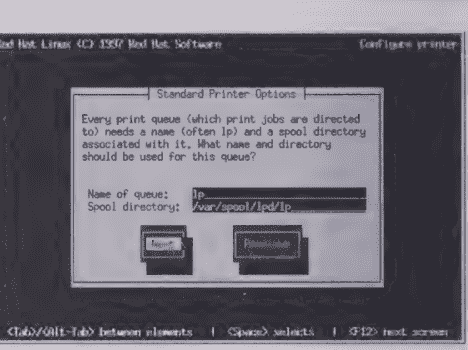 Red Hat Linux (C) 1997 Red Hat Software Configure printer
Standard Printer Options
Every print queue (which print jobs are directed
to) needs a name (often lp) and a spool directory
associated with it. What name and directory
should be used for this queue?
Name of queue: lp
Spool directory: /var/spool/lpd/lp
Next Previous
<Tab>/<Alt-Tab> between elements | <Space> selects | <F12> next screen